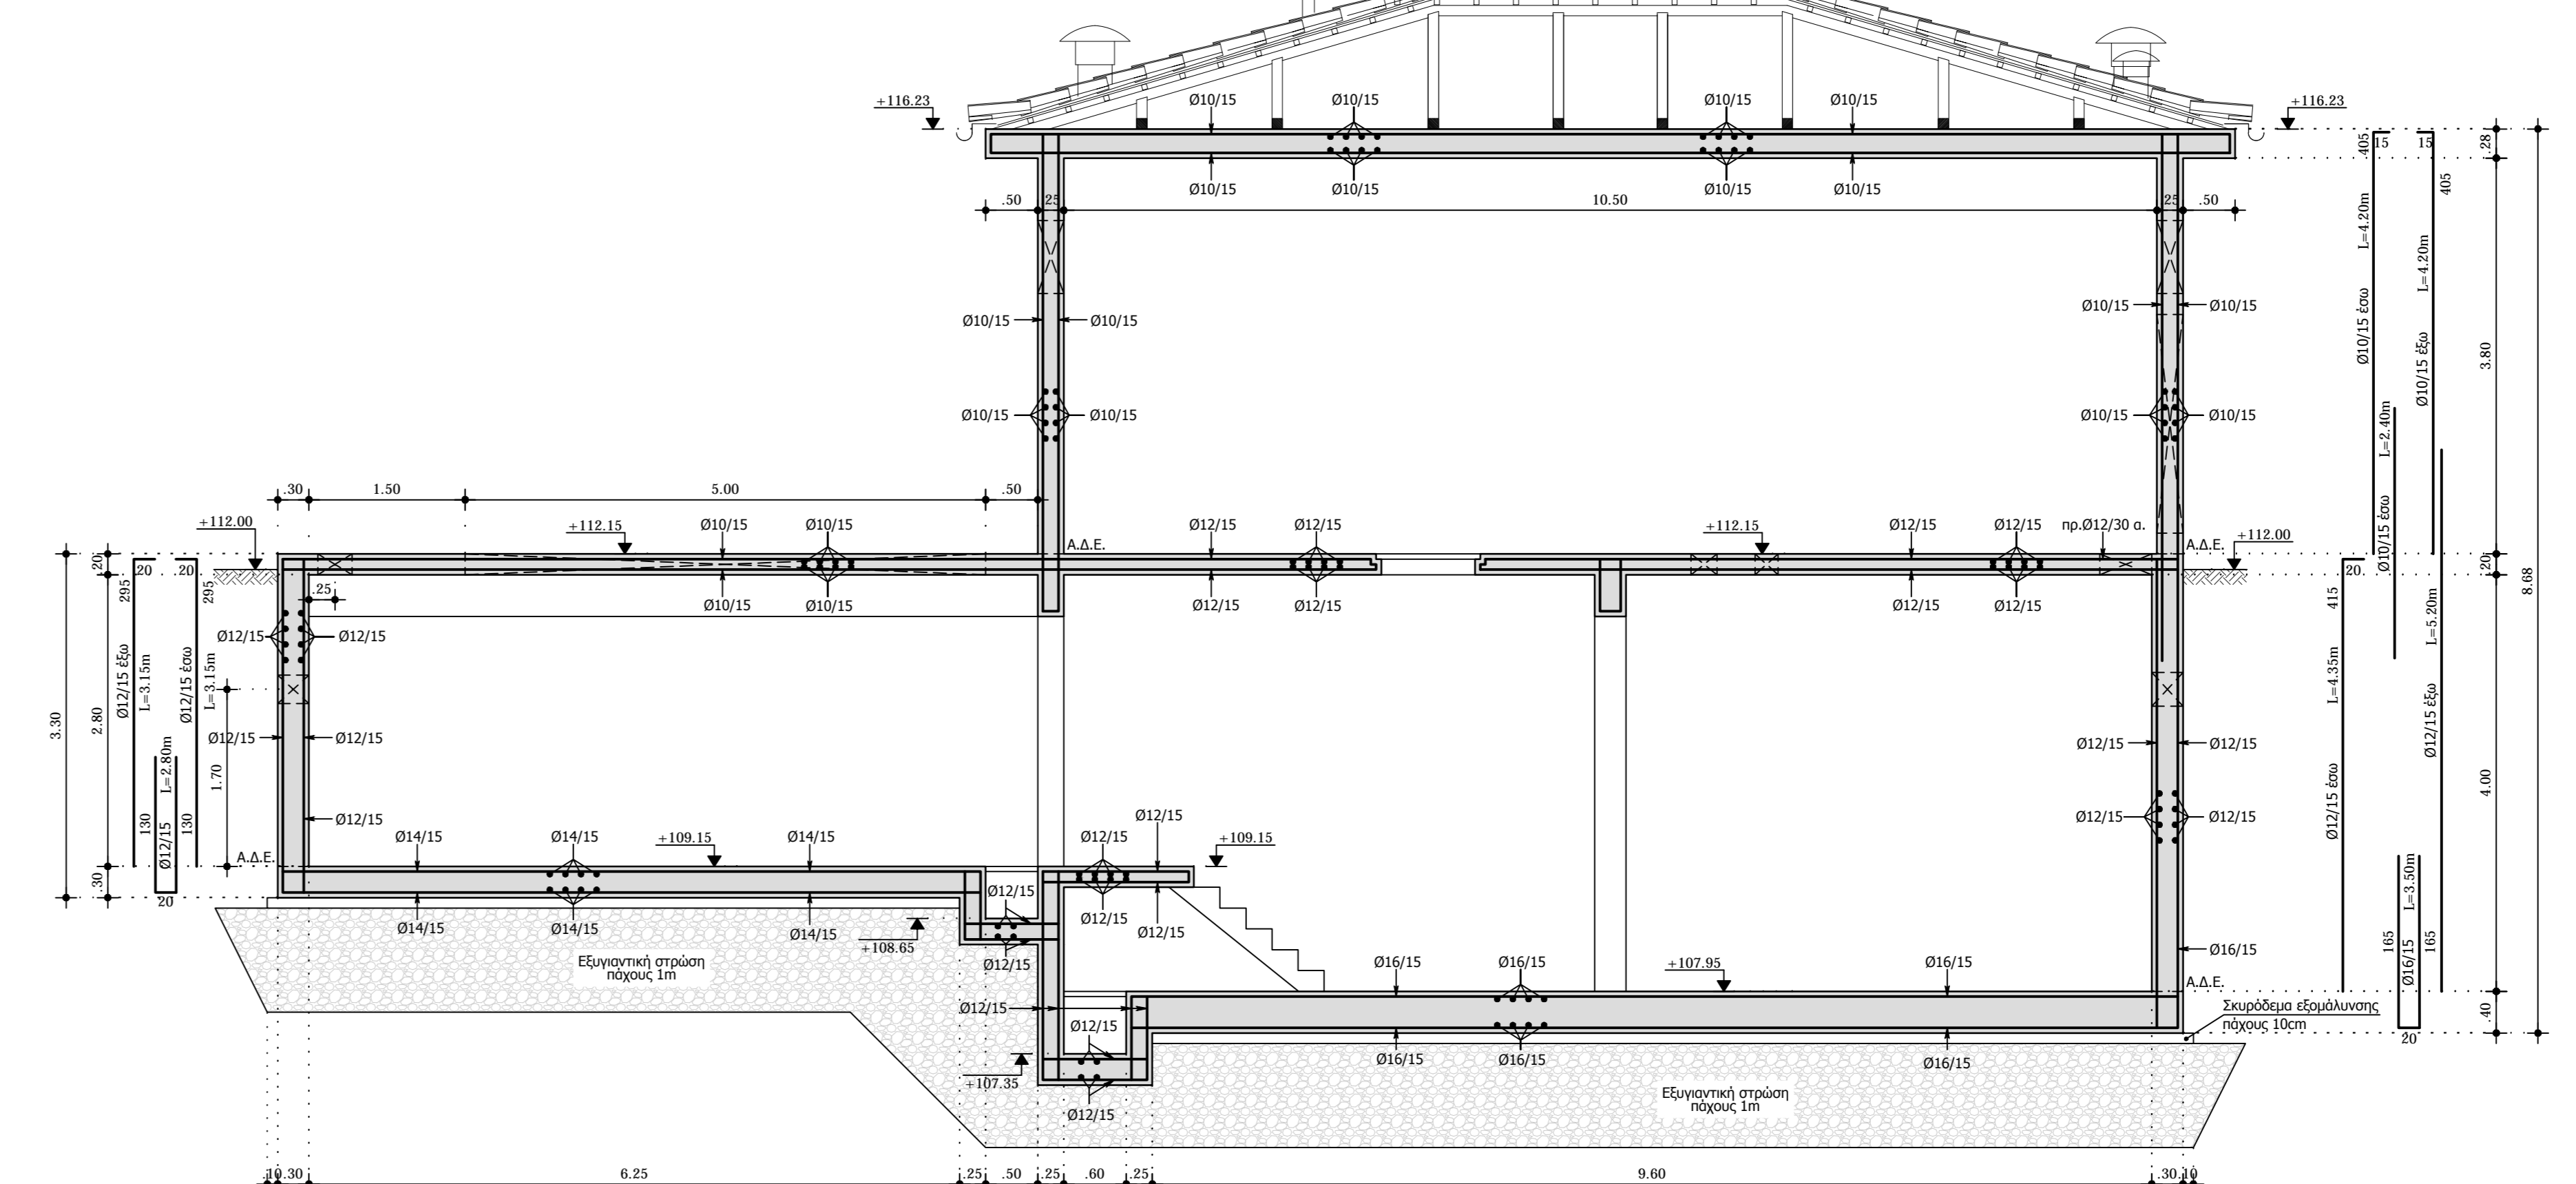 +116.23
Ø10/15
Ø10/15
Ø10/15
Ø10/15
+116.23
Ø10/15
Ø10/15
Ø10/15
Ø10/15
.50
25
10.50
25
.50
405
15
15
.28
405
L=4.20m
Ø10/15 έσω
L=4.20m
Ø10/15 έξω
3.80
8.68
Ø10/15
Ø10/15
Ø10/15
Ø10/15
Ø10/15
Ø10/15
Ø10/15
Ø10/15
L=2.40m
Ø10/15 έσω
.30
1.50
5.00
.50
+112.00
+112.15
Ø10/15
Ø10/15
Α.Δ.Ε.
Ø12/15
Ø12/15
+112.15
Ø12/15
Ø12/15
πρ.Ø12/30 α.
Α.Δ.Ε.
+112.00
20
20
20
295
295
.25
Ø10/15
Ø10/15
Ø12/15
Ø12/15
Ø12/15
Ø12/15
20
20
415
L=5.20m
Ø12/15 έξω
L=4.35m
Ø12/15 έσω
4.00
Ø12/15
Ø12/15
Ø12/15 έξω
L=3.15m
Ø12/15 έσω
L=3.15m
3.30
2.80
1.70
L=2.80m
Ø12/15
130
130
Ø12/15
Ø12/15
Ø12/15
Ø12/15
Ø12/15
Ø12/15
Ø12/15
Α.Δ.Ε.
.30
20
Ø14/15
Ø14/15
+109.15
Ø14/15
Ø12/15
Ø12/15
+109.15
Ø12/15
Ø14/15
Ø14/15
Ø14/15
+108.65
Ø12/15
Ø12/15
Ø12/15
Εξυγιαντική στρώση
πάχους 1m
Ø16/15
Ø16/15
+107.95
Ø16/15
Ø16/15
Α.Δ.Ε.
L=3.50m
Ø16/15
165
165
.40
20
Σκυρόδεμα εξομάλυνσης
πάχους 10cm
Ø12/15
Ø12/15
+107.35
Ø12/15
Ø16/15
Ø16/15
Ø16/15
Εξυγιαντική στρώση
πάχους 1m
.10
.30
6.25
.25
.50
.25
.60
.25
9.60
.30
.10